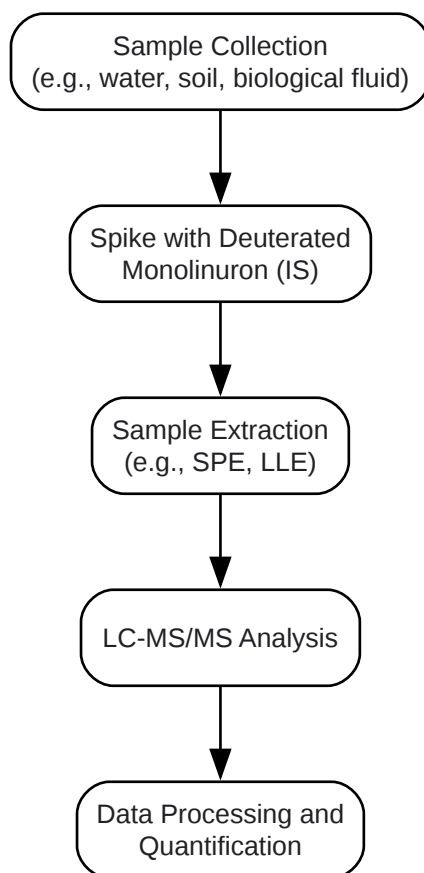 Sample Collection
(e.g., water, soil, biological fluid)
Spike with Deuterated
Monolinuron (IS)
Sample Extraction
(e.g., SPE, LLE)
LC-MS/MS Analysis
Data Processing and
Quantification